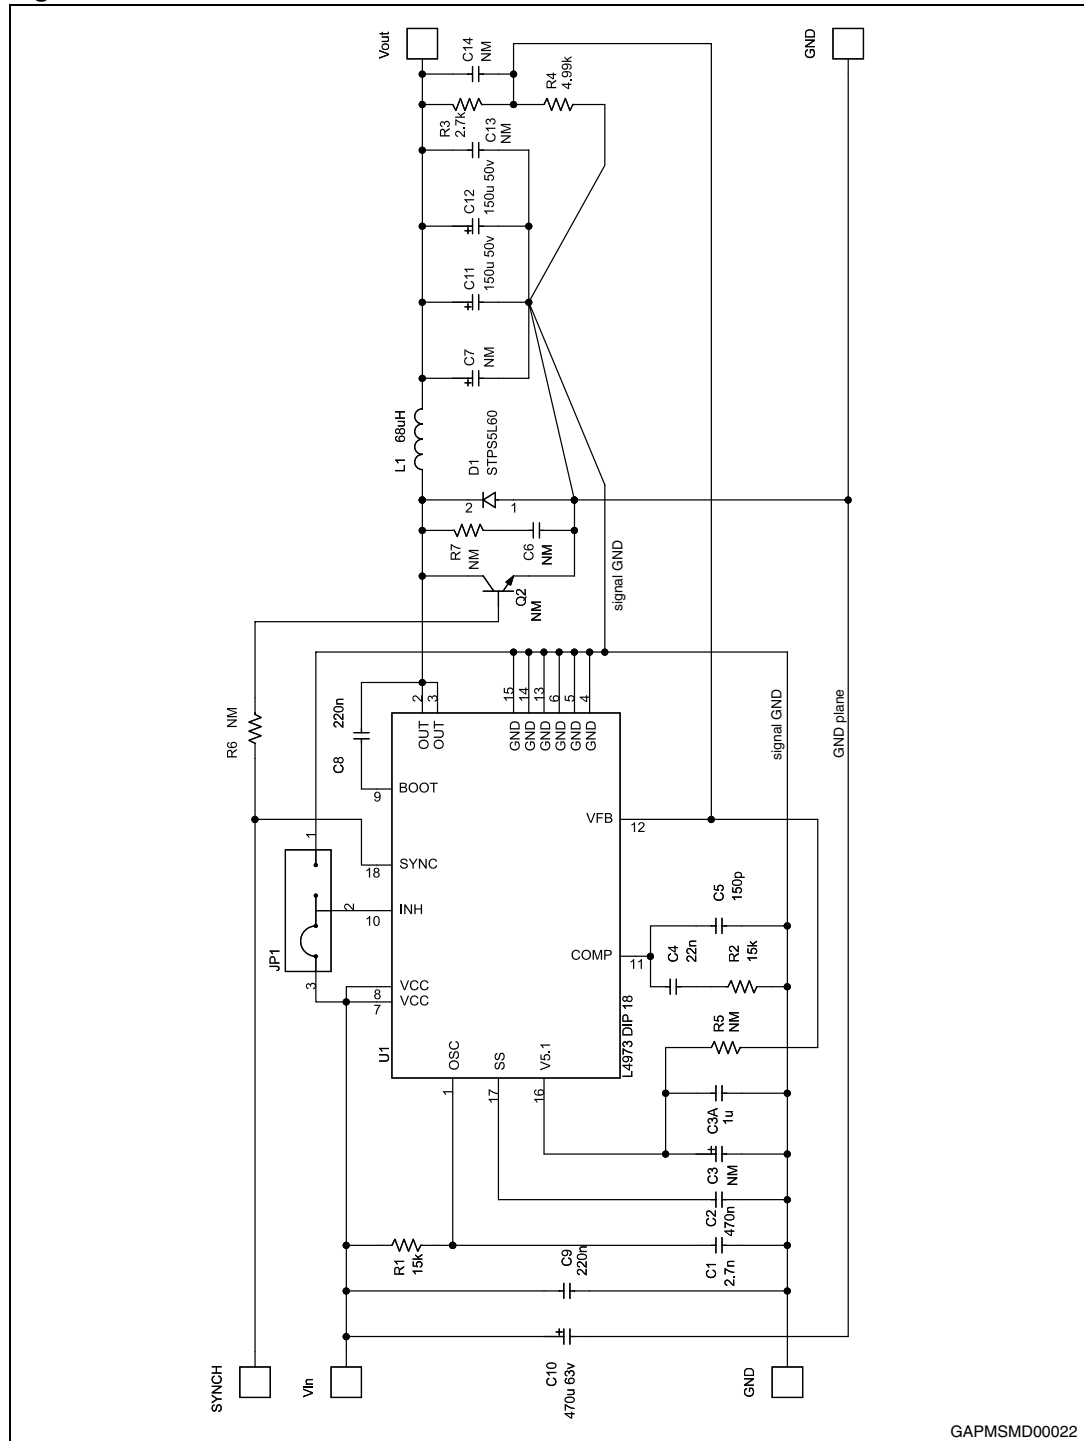 Vout
GND
C14
NM
R4
4.99k
R3
2.7k
C13
NM
C12
150u 50v
C11
150u 50v
C7
NM
L1 68uH
D1
STPS5L60
2
1
R7
NM
C6
NM
Q2
NM
signal GND
R6 NM
C8
220n
2
3
15
14
13
6
5
4
OUT
OUT
GND
GND
GND
GND
GND
GND
signal GND
GND plane
BOOT
9
VFB
12
1
SYNC
18
2
INH
10
JP1
3
VCC
8
VCC
7
COMP
11
C5
150p
C4
22n
R2
15k
R5
NM
U1
L4973 DIP 18
OSC
SS
V5.1
1
17
16
C3A
1u
C3
NM
C2
470n
R1
15k
C9
220n
C1
2.7n
C10
470u 63v
SYNCH
VIn
GND
GAPMSMD00022